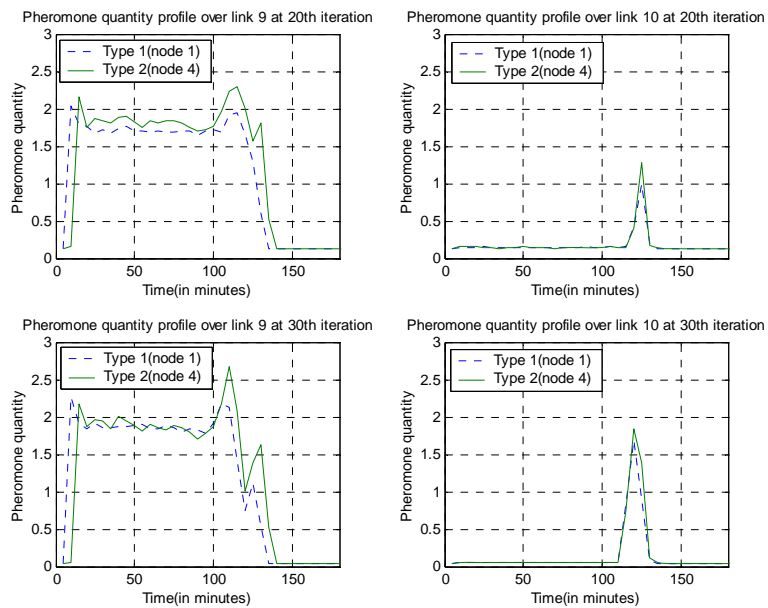 Pheromone quantity profile over link 9 at 20th iteration
3
2.5
2
1.5
1
0.5
0
Pheromone quantity
Type 1(node 1)
Type 2(node 4)
0 50 100 150
Time(in minutes)
Pheromone quantity profile over link 10 at 20th iteration
3
2.5
2
1.5
1
0.5
0
Pheromone quantity
Type 1(node 1)
Type 2(node 4)
0 50 100 150
Time(in minutes)
Pheromone quantity profile over link 9 at 30th iteration
3
2.5
2
1.5
1
0.5
0
Pheromone quantity
Type 1(node 1)
Type 2(node 4)
0 50 100 150
Time(in minutes)
Pheromone quantity profile over link 10 at 30th iteration
3
2.5
2
1.5
1
0.5
0
Pheromone quantity
Type 1(node 1)
Type 2(node 4)
0 50 100 150
Time(in minutes)